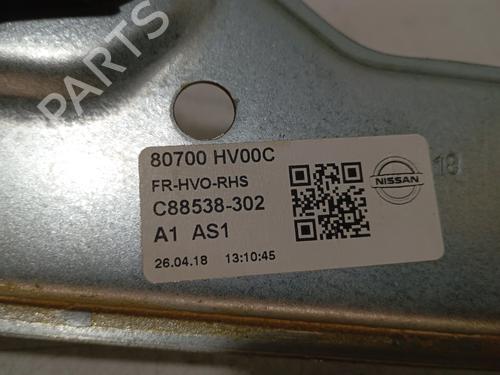 PARTS
80700 HV00C
FR-HVO-RHS
C88538-302
A1 AS1
26.04.18 13:10:45
NISSAN
18